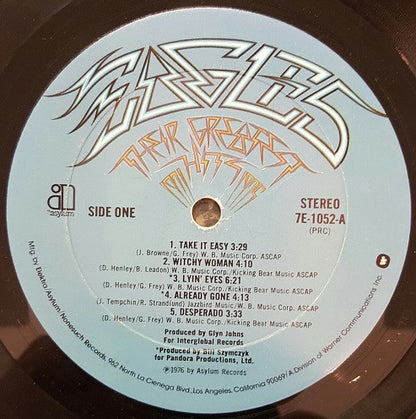 EAGLES
THEIR GREATEST
HITS
asylum
SIDE ONE
STEREO
7E-1052-A
(PRC)
1. TAKE IT EASY 3:29
(J. Browne/G. Frey) W. B. Music Corp. ASCAP
2. WITCHY WOMAN 4:10
(D. Henley/B. Leadon) W. B. Music Corp./Kicking Bear Music ASCAP
*3. LYIN' EYES 6:21
(D. Henley/G. Frey) W. B. Music Corp./Kicking Bear Music ASCAP
*4. ALREADY GONE 4:13
(J. Tempchin/R. Strandlund) Jazzbird Music/W. B. Music Corp. ASCAP
5. DESPERADO 3:33
(D. Henley/G. Frey) W. B. Music Corp./Kicking Bear Music ASCAP
Produced by Glyn Johns
For Interglobal Records
*Produced by Bill Szymczyk
for Pandora Productions, Ltd.
℗1976 by Asylum Records
Mfg. by Elektra/Asylum/Nonesuch Records, 962 North La Cienega Blvd., Los Angeles, California 90069/A Division of Warner Communications Inc.